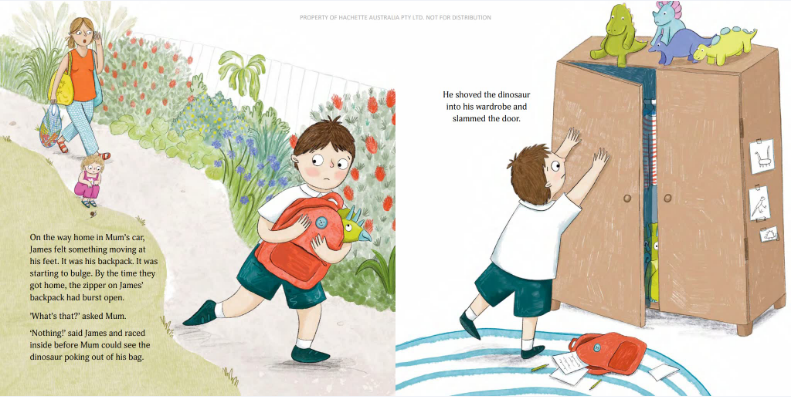 PROPERTY OF HACHETTE AUSTRALIA PTY LTD. NOT FOR DISTRIBUTION
On the way home in Mum's car,
James felt something moving at
his feet. It was his backpack. It was
starting to bulge. By the time they
got home, the zipper on James'
backpack had burst open.
'What's that?' asked Mum.
'Nothing!' said James and raced
inside before Mum could see the
dinosaur poking out of his bag.
He shoved the dinosaur
into his wardrobe and
slammed the door.